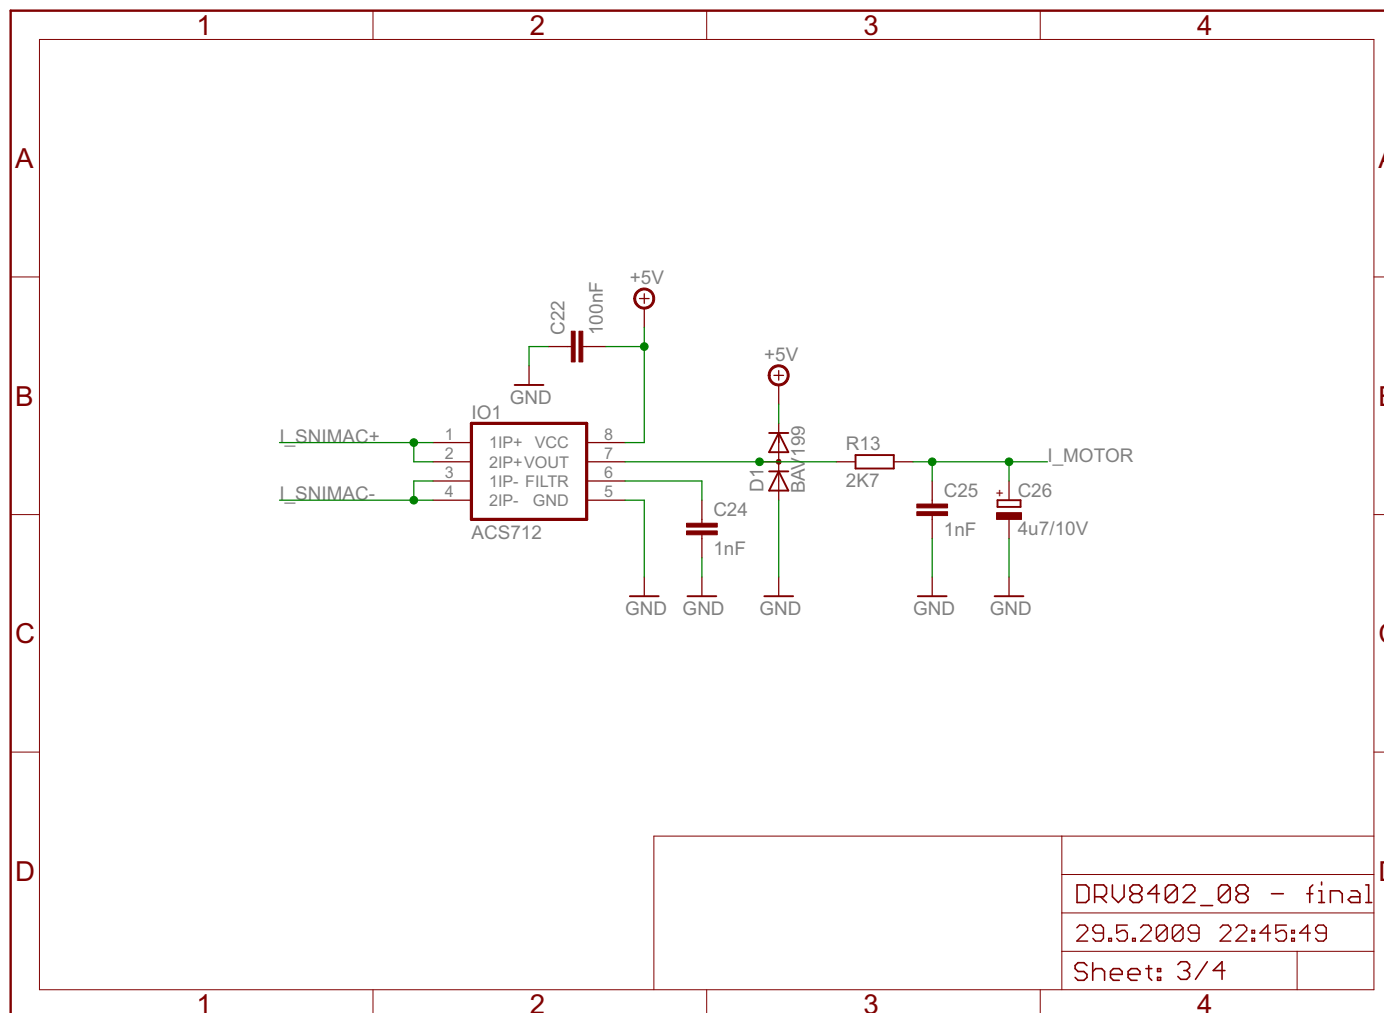 1 2 3 4
A A
+5V
C22
100nF
+5V
GND
B
IO1
I_SNIMAC+ 1 1IP+ VCC 8
2 2IP+ VOUT 7
3 1IP- FILTR 6
I_SNIMAC- 4 2IP- GND 5
ACS712
D1
BAV199
R13
2K7
I_MOTOR
C24
1nF
C25
1nF
+ C26
4u7/10V
GND GND GND GND GND
C
D
DRV8402_08 - final
29.5.2009 22:45:49
Sheet: 3/4
1 2 3 4